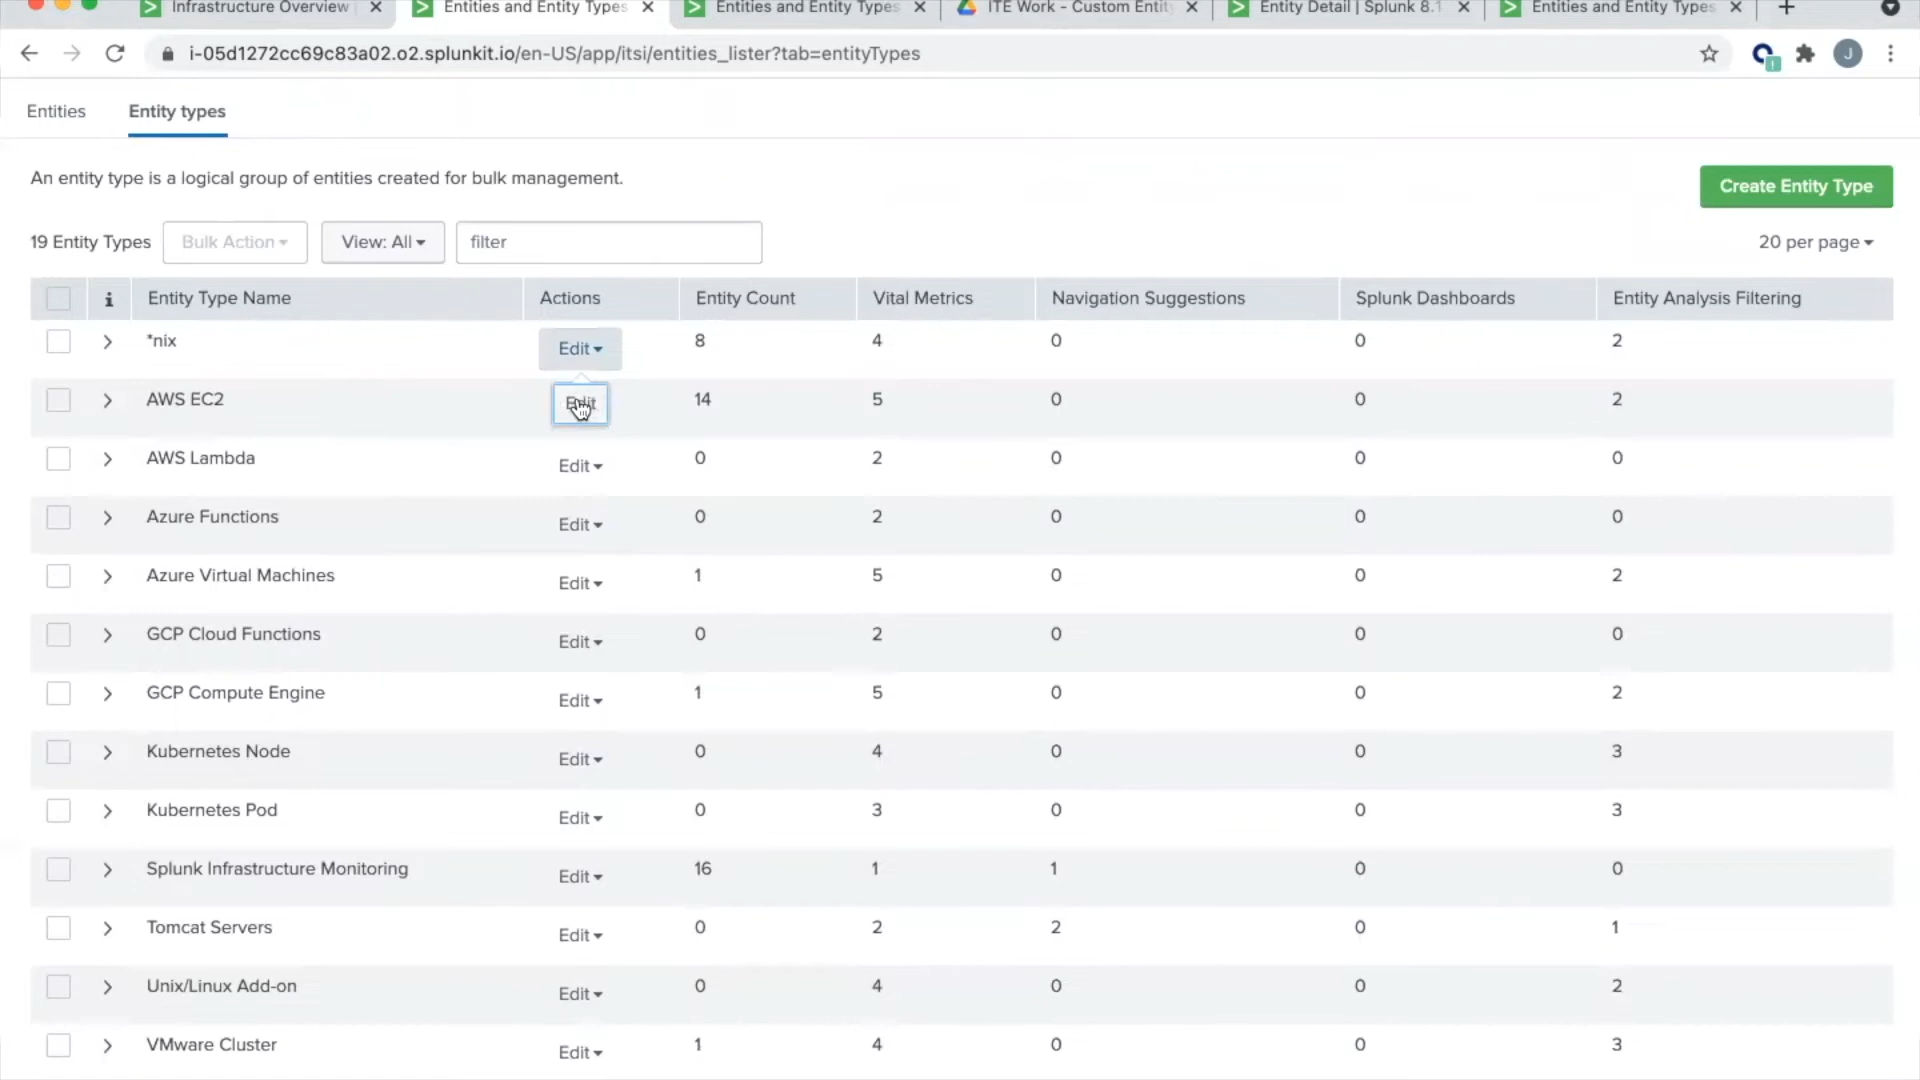 Infrastructure Overview
Entities and Entity Types
Entities and Entity Types
ITE Work - Custom Entit
Entity Detail | Splunk 8.1
Entities and Entity Types
i-05d1272cc69c83a02.o2.splunkit.io/en-US/app/itsi/entities_lister?tab=entityTypes
J
Entities
Entity types
An entity type is a logical group of entities created for bulk management.
Create Entity Type
19 Entity Types
Bulk Action
View: All
filter
20 per page
i Entity Type Name Actions Entity Count Vital Metrics Navigation Suggestions Splunk Dashboards Entity Analysis Filtering
*nix Edit 8 4 0 0 2
AWS EC2 Edit 14 5 0 0 2
AWS Lambda Edit 0 2 0 0 0
Azure Functions Edit 0 2 0 0 0
Azure Virtual Machines Edit 1 5 0 0 2
GCP Cloud Functions Edit 0 2 0 0 0
GCP Compute Engine Edit 1 5 0 0 2
Kubernetes Node Edit 0 4 0 0 3
Kubernetes Pod Edit 0 3 0 0 3
Splunk Infrastructure Monitoring Edit 16 1 1 0 0
Tomcat Servers Edit 0 2 2 0 1
Unix/Linux Add-on Edit 0 4 0 0 2
VMware Cluster Edit 1 4 0 0 3